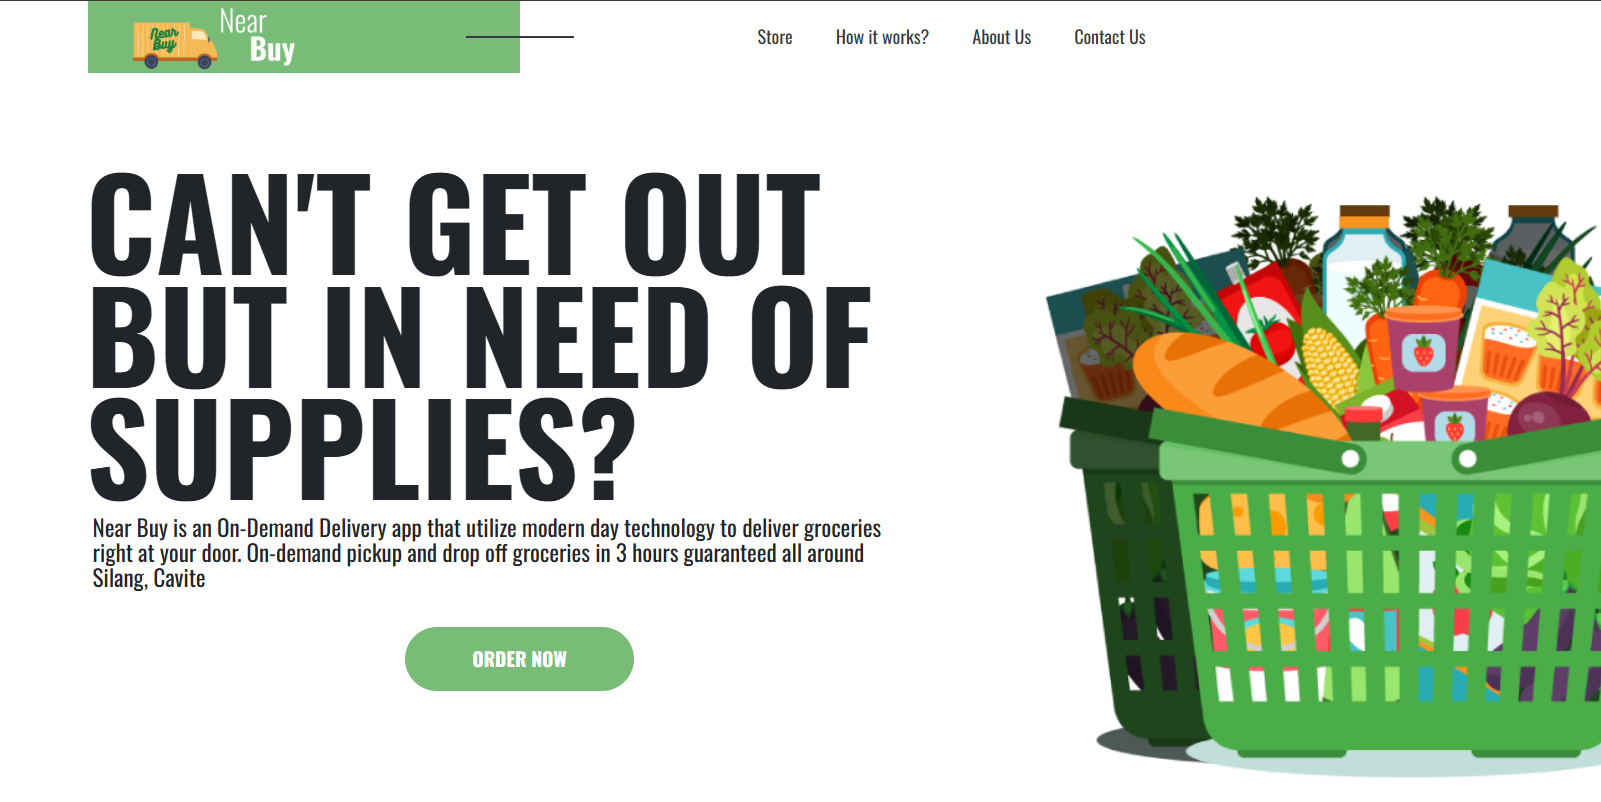 Near
Buy
Near
Buy
Store How it works? About Us Contact Us
CAN'T GET OUT
BUT IN NEED OF
SUPPLIES?
Near Buy is an On-Demand Delivery app that utilize modern day technology to deliver groceries
right at your door. On-demand pickup and drop off groceries in 3 hours guaranteed all around
Silang, Cavite
ORDER NOW